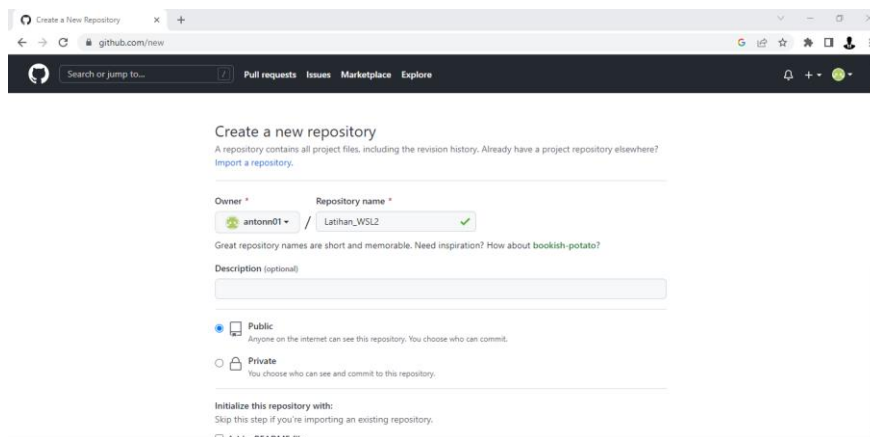 Create a New Repository
github.com/new
Search or jump to...
/
Pull requests Issues Marketplace Explore
Create a new repository
A repository contains all project files, including the revision history. Already have a project repository elsewhere?
Import a repository.
Owner * Repository name *
antonn01 / Latihan_WSL2
Great repository names are short and memorable. Need inspiration? How about bookish-potato?
Description (optional)
Public
Anyone on the internet can see this repository. You choose who can commit.
Private
You choose who can see and commit to this repository.
Initialize this repository with:
Skip this step if you're importing an existing repository.